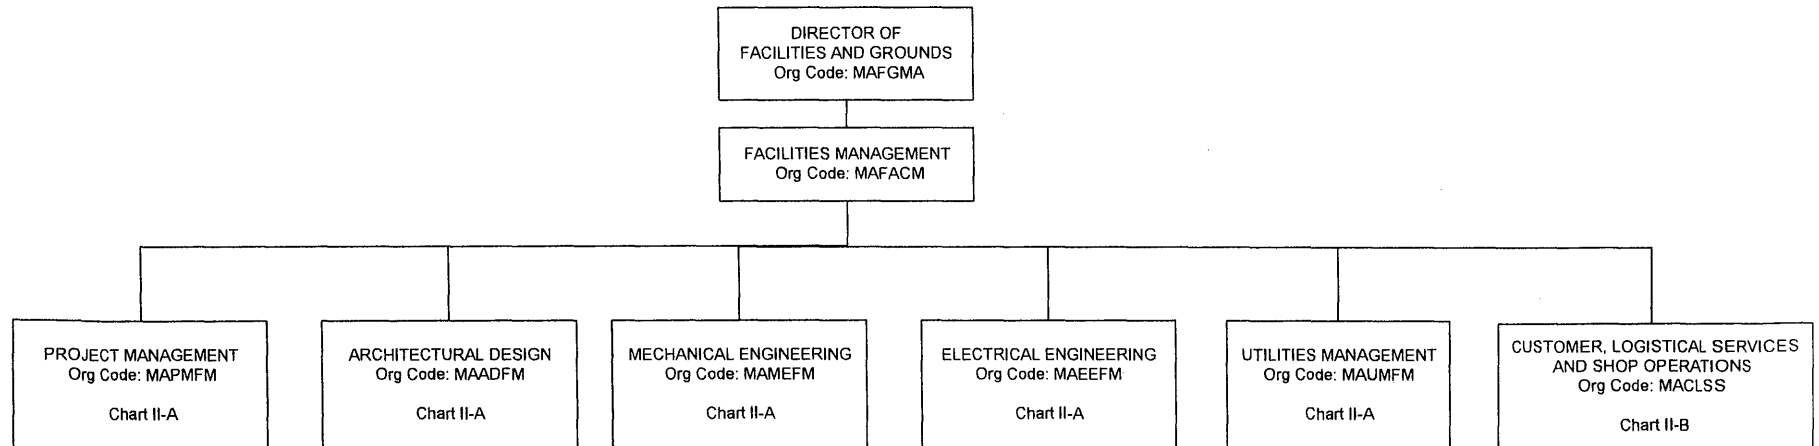 DIRECTOR OF
FACILITIES AND GROUNDS
Org Code: MAFGMA
FACILITIES MANAGEMENT
Org Code: MAFACM
PROJECT MANAGEMENT
Org Code: MAPMFM
Chart II-A
ARCHITECTURAL DESIGN
Org Code: MAADFM
Chart II-A
MECHANICAL ENGINEERING
Org Code: MAMEFM
Chart II-A
ELECTRICAL ENGINEERING
Org Code: MAEEFM
Chart II-A
UTILITIES MANAGEMENT
Org Code: MAUMFM
Chart II-A
CUSTOMER, LOGISTICAL SERVICES
AND SHOP OPERATIONS
Org Code: MACLSS
Chart II-B